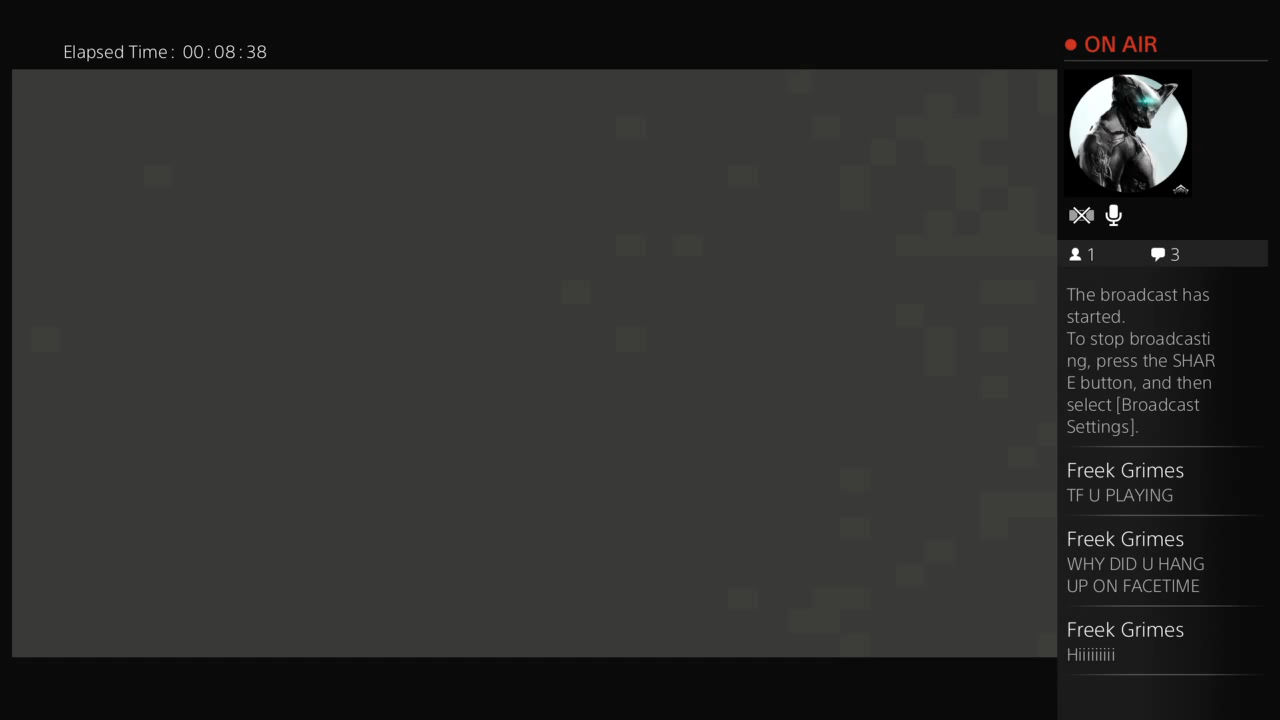 Elapsed Time: 00:08:38
ON AIR
1
3
The broadcast has
started.
To stop broadcasti
ng, press the SHAR
E button, and then
select [Broadcast
Settings].
Freek Grimes
TF U PLAYING
Freek Grimes
WHY DID U HANG
UP ON FACETIME
Freek Grimes
Hiiiiiiiii